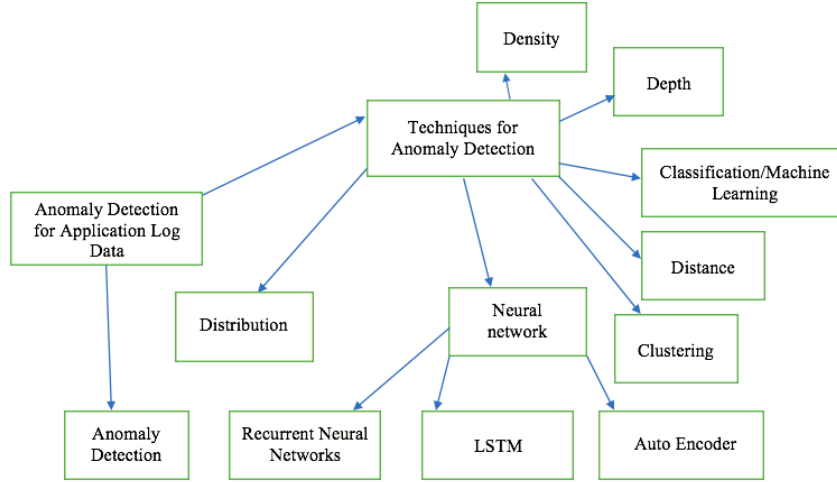 Density
Depth
Techniques for
Anomaly Detection
Classification/Machine
Learning
Anomaly Detection
for Application Log
Data
Distance
Distribution
Neural
network
Clustering
Anomaly
Detection
Recurrent Neural
Networks
LSTM
Auto Encoder